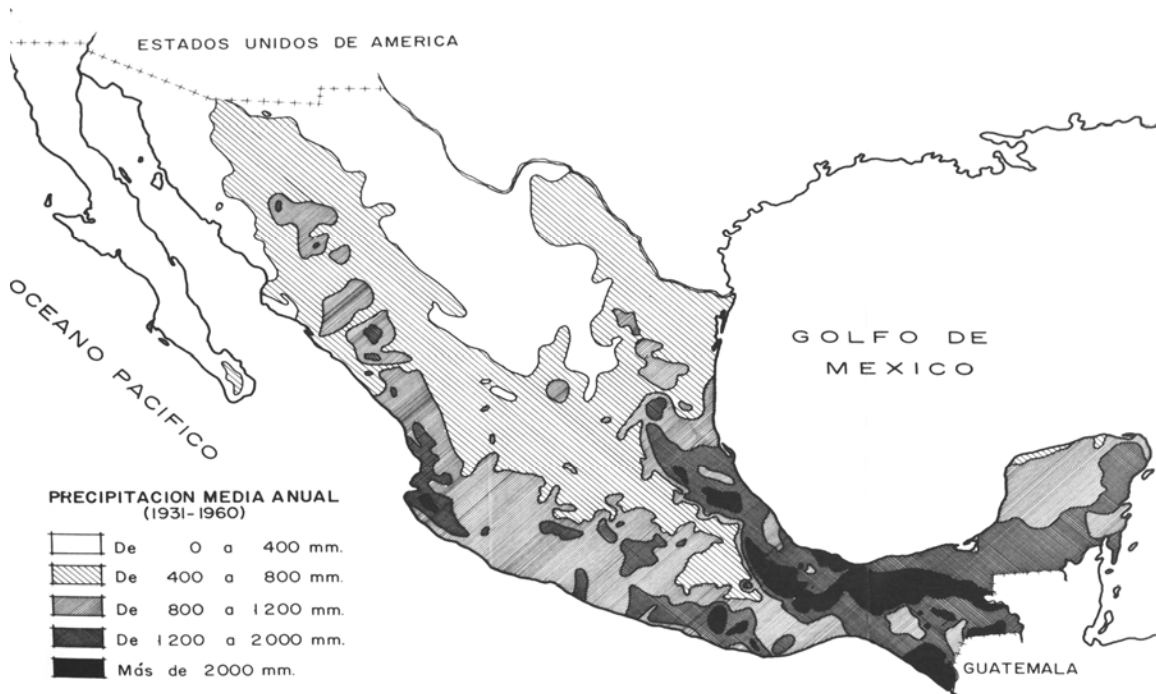 ESTADOS UNIDOS DE AMERICA
OCEANO PACIFICO
GOLFO DE
MEXICO
PRECIPITACION MEDIA ANUAL
(1931-1960)
De 0 a 400 mm.
De 400 a 800 mm.
De 800 a 1200 mm.
De 1200 a 2000 mm.
Más de 2000 mm.
GUATEMALA